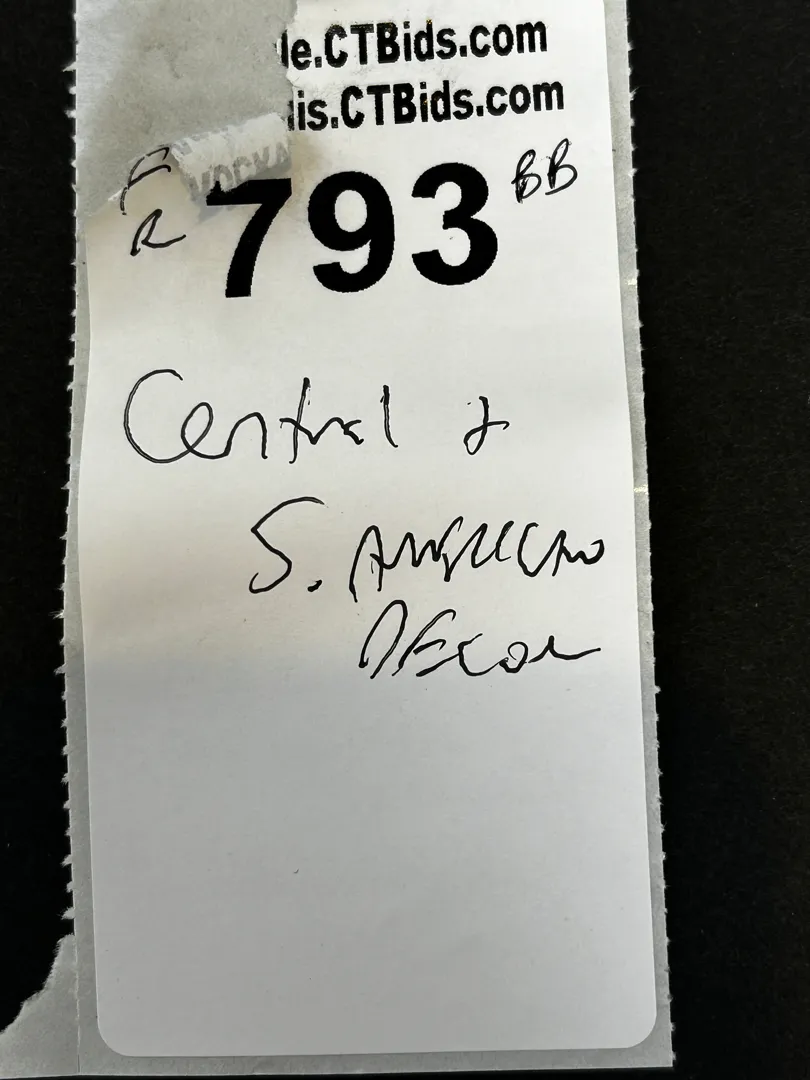 le.CTBids.com
is.CTBids.com
F
R 793 BB
Central &
S. American
Decor